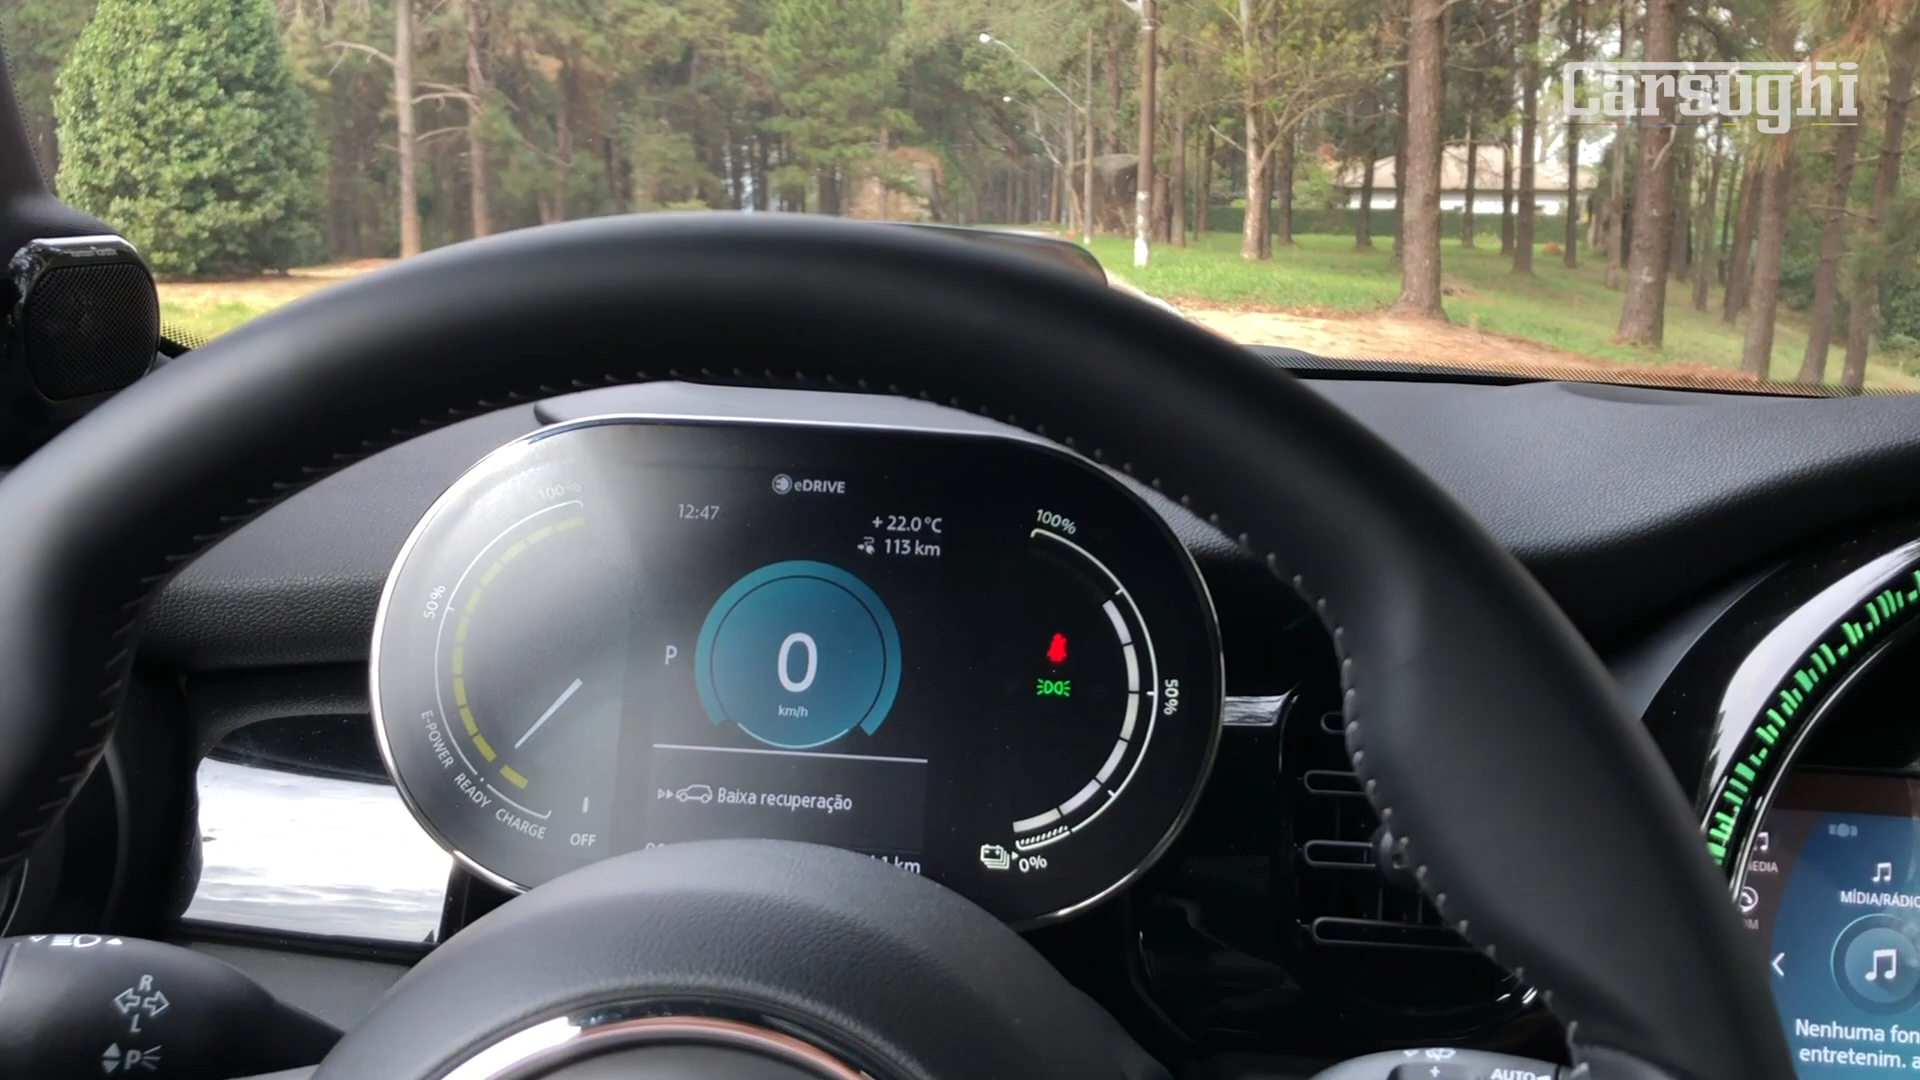 Carsughi
eDRIVE
12:47
+ 22.0°C
113 km
100%
50%
E-POWER
READY
CHARGE
OFF
P
0
km/h
Baixa recuperação
km
100%
50%
0%
R
L
P
AUTO
MÍDIA/RÁDIO
Nenhuma fon
entretenim. a